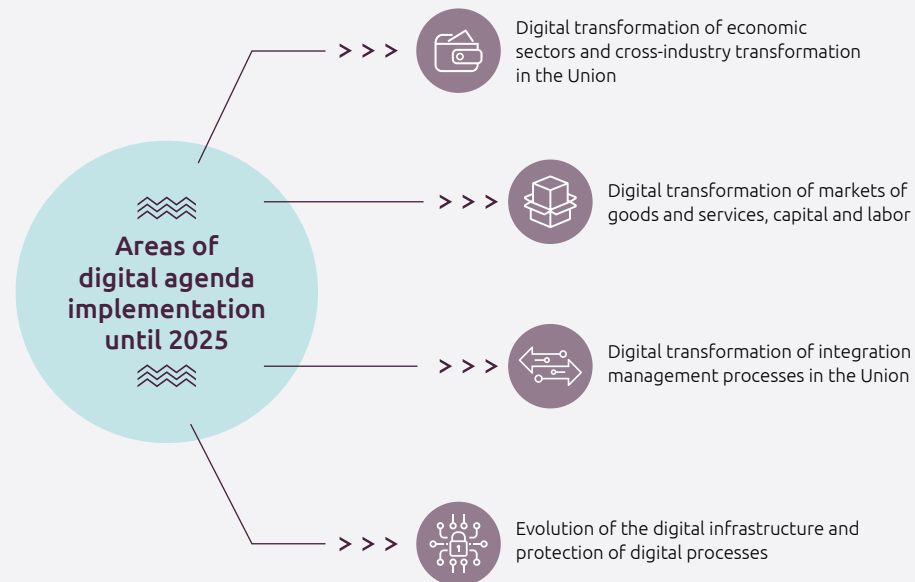 Digital transformation of economic
sectors and cross-industry transformation
in the Union
Digital transformation of markets of
goods and services, capital and labor
Areas of
digital agenda
implementation
until 2025
Digital transformation of integration
management processes in the Union
Evolution of the digital infrastructure and
protection of digital processes